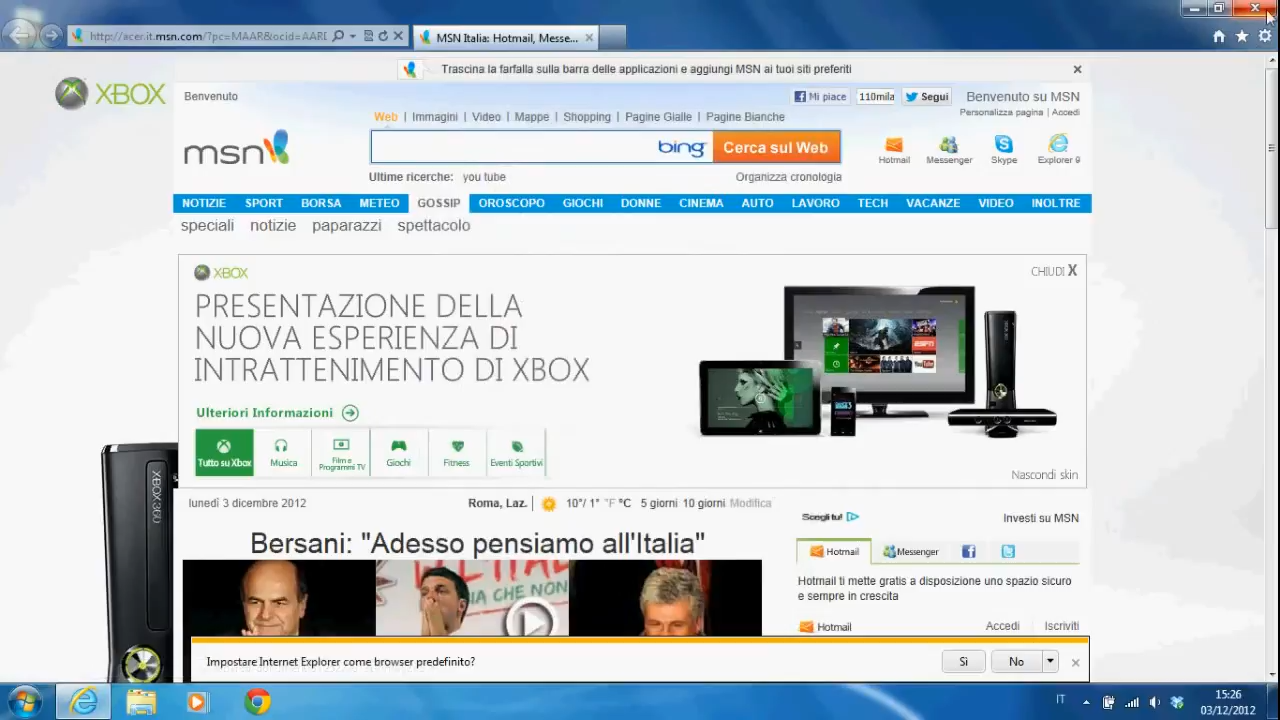 http://acer.it.msn.com/?pc=MAAR&ocid=AARD
MSN Italia: Hotmail, Messe...
Trascina la farfalla sulla barra delle applicazioni e aggiungi MSN ai tuoi siti preferiti
XBOX
Benvenuto
Mi piace
110mila
Segui
Benvenuto su MSN
Personalizza pagina | Accedi
Web | Immagini | Video | Mappe | Shopping | Pagine Gialle | Pagine Bianche
msn
bing
Cerca sul Web
Hotmail
Messenger
Skype
Explorer 9
Ultime ricerche: you tube
Organizza cronologia
NOTIZIE SPORT BORSA METEO GOSSIP OROSCOPO GIOCHI DONNE CINEMA AUTO LAVORO TECH VACANZE VIDEO INOLTRE
speciali notizie paparazzi spettacolo
XBOX
CHIUDI X
PRESENTAZIONE DELLA
NUOVA ESPERIENZA DI
INTRATTENIMENTO DI XBOX
ESPN
YouTube
Ulteriori Informazioni
Tutto su Xbox
Musica
Film e
Programmi TV
Giochi
Fitness
Eventi Sportivi
Nascondi skin
XBOX 360
lunedì 3 dicembre 2012
Roma, Laz. | 10°/ 1° °F °C 5 giorni 10 giorni Modifica
Scegli tu!
Investi su MSN
Bersani: "Adesso pensiamo all'Italia"
Hotmail
Messenger
Hotmail ti mette gratis a disposizione uno spazio sicuro
e sempre in crescita
CHE NON
Hotmail
Accedi
Iscriviti
Impostare Internet Explorer come browser predefinito?
Sì
No
IT
15:26
03/12/2012